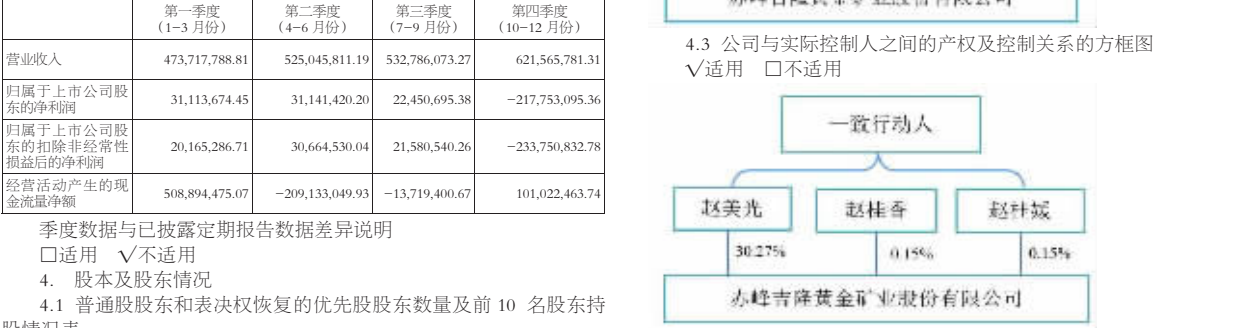 第一季度 第二季度 第三季度 第四季度
(1-3 月份) (4-6 月份) (7-9 月份) (10-12 月份)
营业收入 473,717,788.81 525,045,811.19 532,786,073.27 621,565,781.31
归属于上市公司股
东的净利润 31,113,674.45 31,141,420.20 22,450,695.38 -217,753,095.36
归属于上市公司股
东的扣除非经常性
损益后的净利润 20,165,286.71 30,664,530.04 21,580,540.26 -233,750,832.78
经营活动产生的现
金流量净额 508,894,475.07 -209,133,049.93 -13,719,400.67 101,022,463.74
季度数据与已披露定期报告数据差异说明
□适用 √不适用
4. 股本及股东情况
4.1 普通股股东和表决权恢复的优先股股东数量及前 10 名股东持
4.3 公司与实际控制人之间的产权及控制关系的方框图
√适用 □不适用
一致行动人
赵美光 赵桂香 赵桂媛
30.27% 0.15% 0.15%
赤峰吉隆黄金矿业股份有限公司